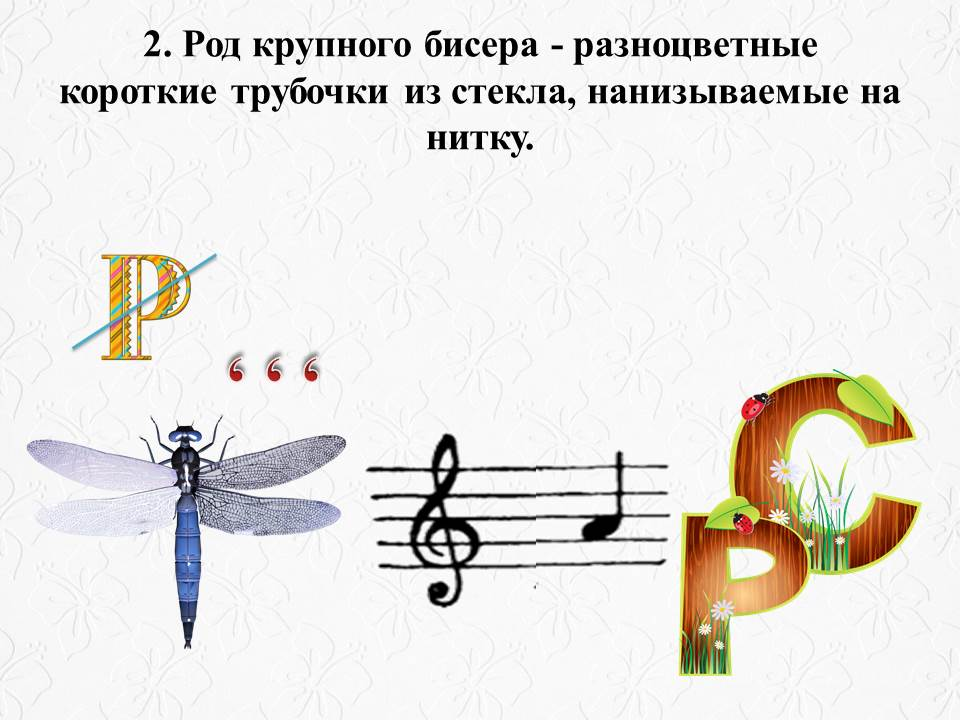 2. Род крупного бисера - разноцветные
короткие трубочки из стекла, нанизываемые на
нитку.
Р
‘ ‘ ‘
С
Р